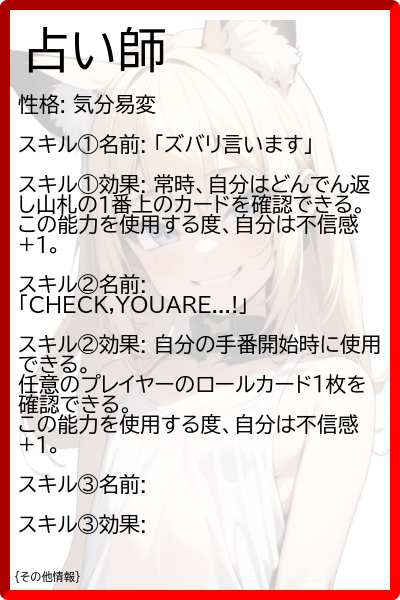 占い師
性格: 気分易変
スキル①名前: 「ズバリ言います」
スキル①効果: 常時、自分はどんでん返
し山札の1番上のカードを確認できる。
この能力を使用する度、自分は不信感
+1。
スキル②名前:
「CHECK,YOUARE...!」
スキル②効果: 自分の手番開始時に使用
できる。
任意のプレイヤーのロールカード1枚を
確認できる。
この能力を使用する度、自分は不信感
+1。
スキル③名前:
スキル③効果:
{その他情報}